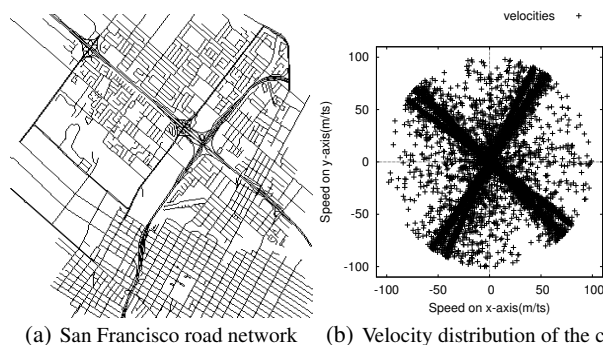 velocities +
100
50
0
-50
-100
Speed on y-axis(m/ts)
-50 0 50 100
Speed on x-axis(m/ts)
(a) San Francisco road network (b) Velocity distribution of the c